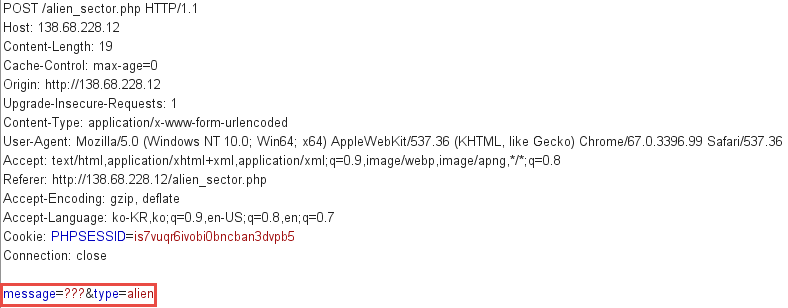 POST /alien_sector.php HTTP/1.1
Host: 138.68.228.12
Content-Length: 19
Cache-Control: max-age=0
Origin: http://138.68.228.12
Upgrade-Insecure-Requests: 1
Content-Type: application/x-www-form-urlencoded
User-Agent: Mozilla/5.0 (Windows NT 10.0; Win64; x64) AppleWebKit/537.36 (KHTML, like Gecko) Chrome/67.0.3396.99 Safari/537.36
Accept: text/html,application/xhtml+xml,application/xml;q=0.9,image/webp,image/apng,*/*;q=0.8
Referer: http://138.68.228.12/alien_sector.php
Accept-Encoding: gzip, deflate
Accept-Language: ko-KR,ko;q=0.9,en-US;q=0.8,en;q=0.7
Cookie: PHPSESSID=is7vuqr6ivobi0bncban3dvpb5
Connection: close
message=???&type=alien